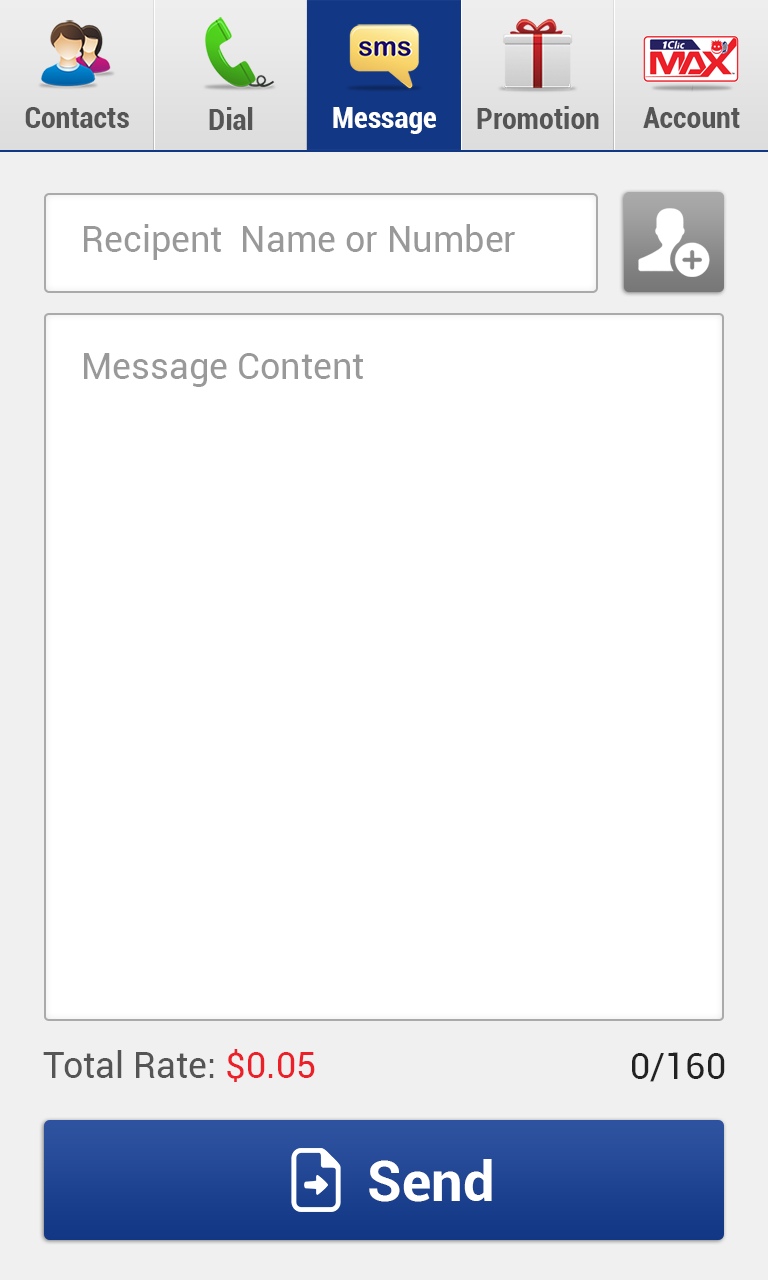 sms
1Clic
MAX
Contacts
Dial
Message
Promotion
Account
Recipent Name or Number
Message Content
Total Rate: $0.05
0/160
Send